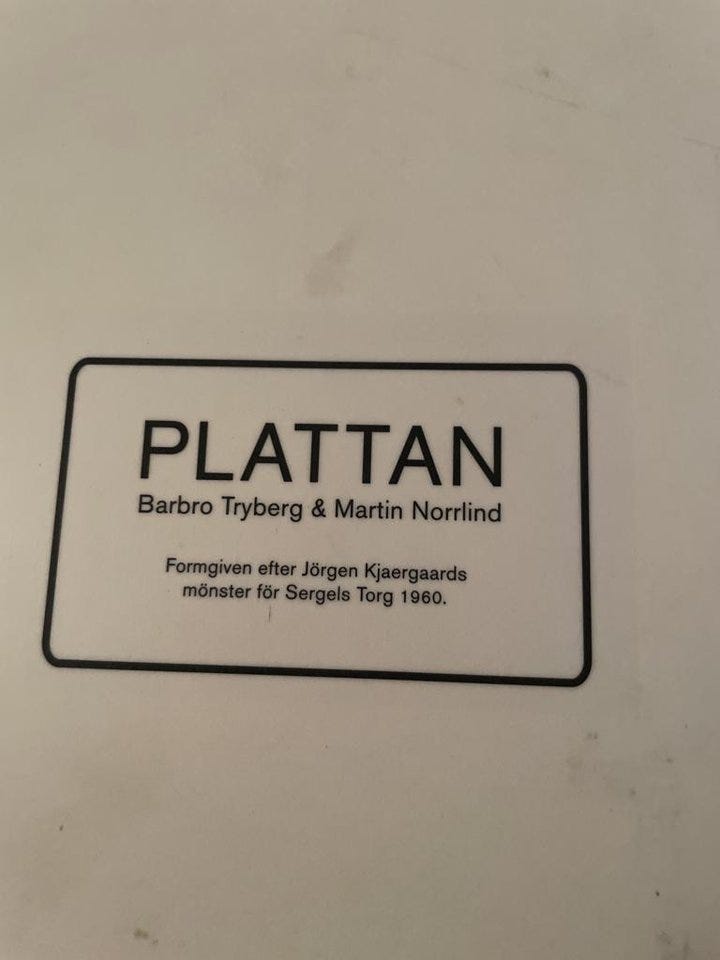 PLATTAN
Barbro Tryberg & Martin Norrlind
Formgiven efter Jörgen Kjaergaards
mönster för Sergels Torg 1960.